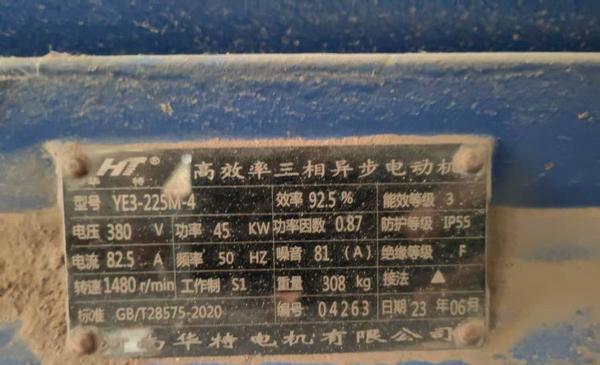 HT® 高效率三相异步电动机
华特
型号 YE3-225M-4 效率 92.5 % 能效等级 3
电压 380 V 功率 45 KW 功率因数 0.87 防护等级 IP55
电流 82.5 A 频率 50 HZ 噪音 81 (A) 绝缘等级 F
转速 1480 r/min 工作制 S1 重量 308 kg 接法 ▲
标准 GB/T28575-2020 编号 04263 日期 23 年 06月
华特电机有限公司